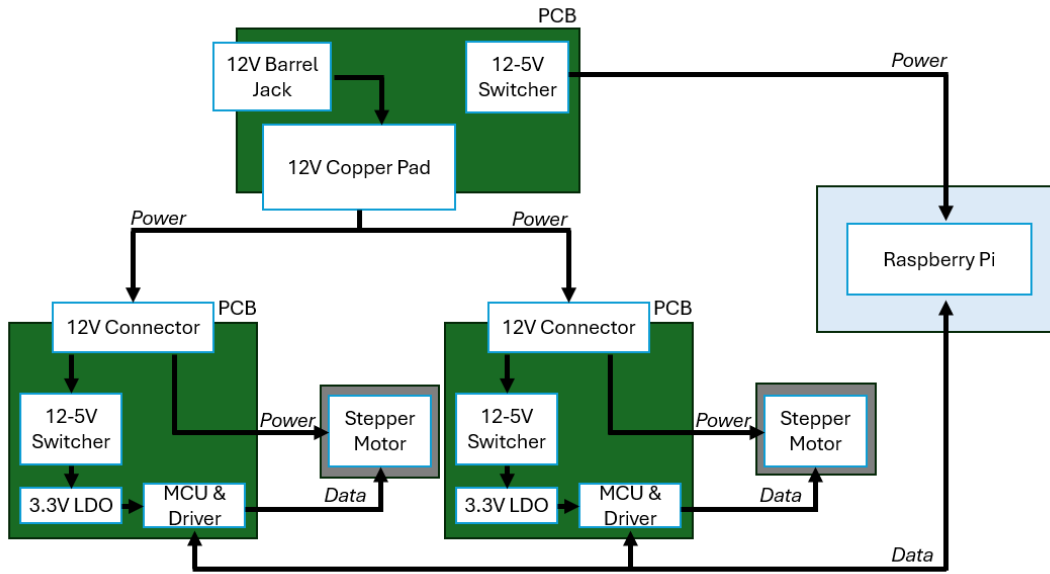 PCB
12V Barrel
Jack
12-5V
Switcher
Power
12V Copper Pad
Power
Power
Raspberry Pi
PCB
PCB
12V Connector
12V Connector
12-5V
Switcher
Power
Stepper
Motor
12-5V
Switcher
Power
Stepper
Motor
3.3V LDO
MCU &
Driver
Data
3.3V LDO
MCU &
Driver
Data
Data